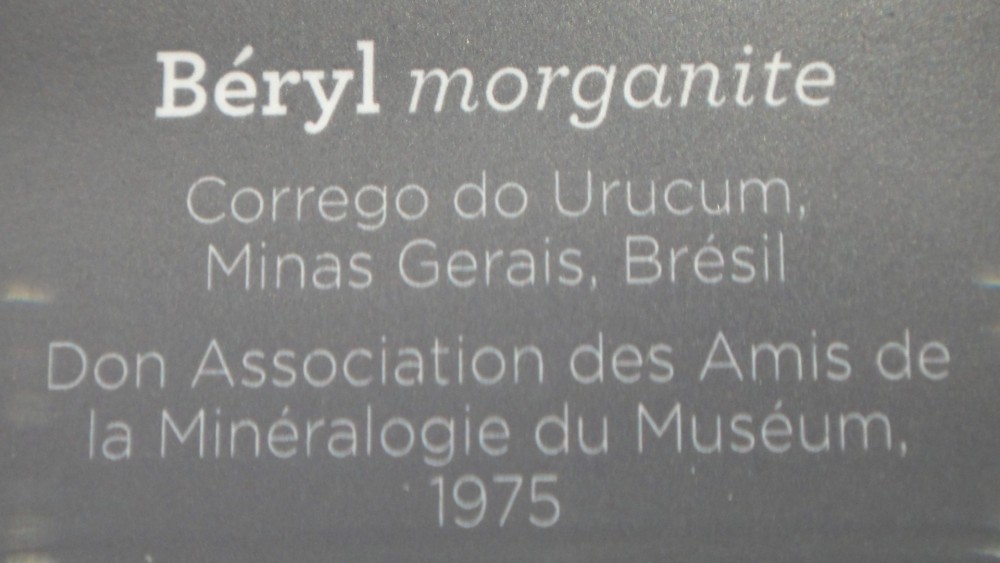 Béryl morganite
Corrego do Urucum,
Minas Gerais, Brésil
Don Association des Amis de
la Minéralogie du Muséum,
1975